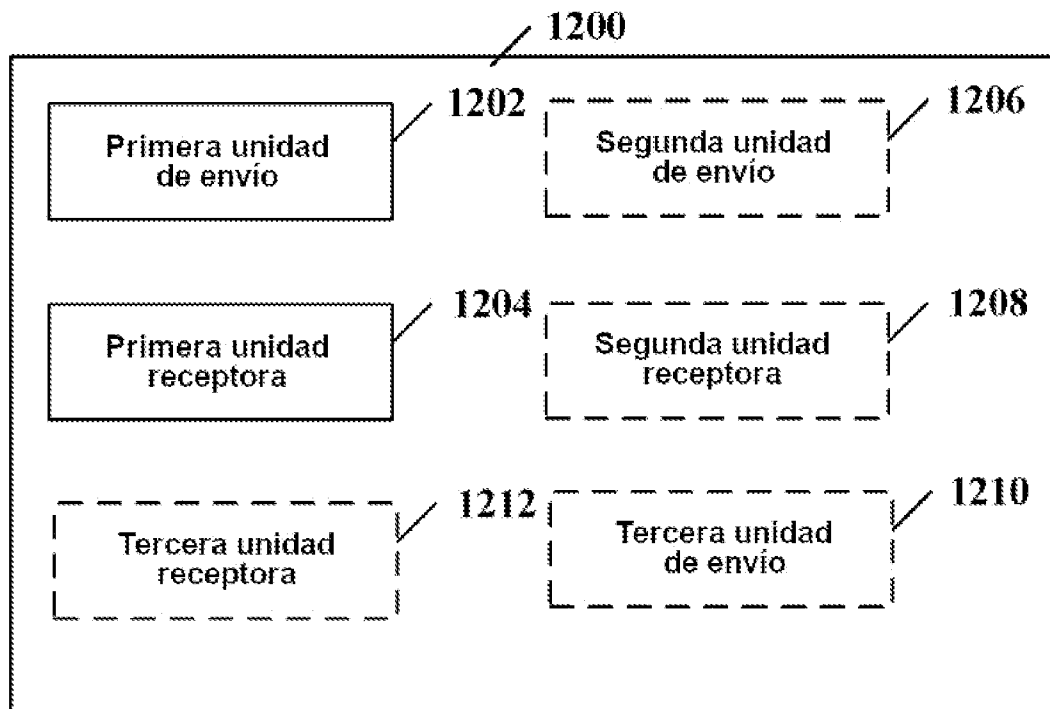 1200
1202
Primera unidad
de envío
1206
Segunda unidad
de envío
1204
Primera unidad
receptora
1208
Segunda unidad
receptora
1212
Tercera unidad
receptora
1210
Tercera unidad
de envío